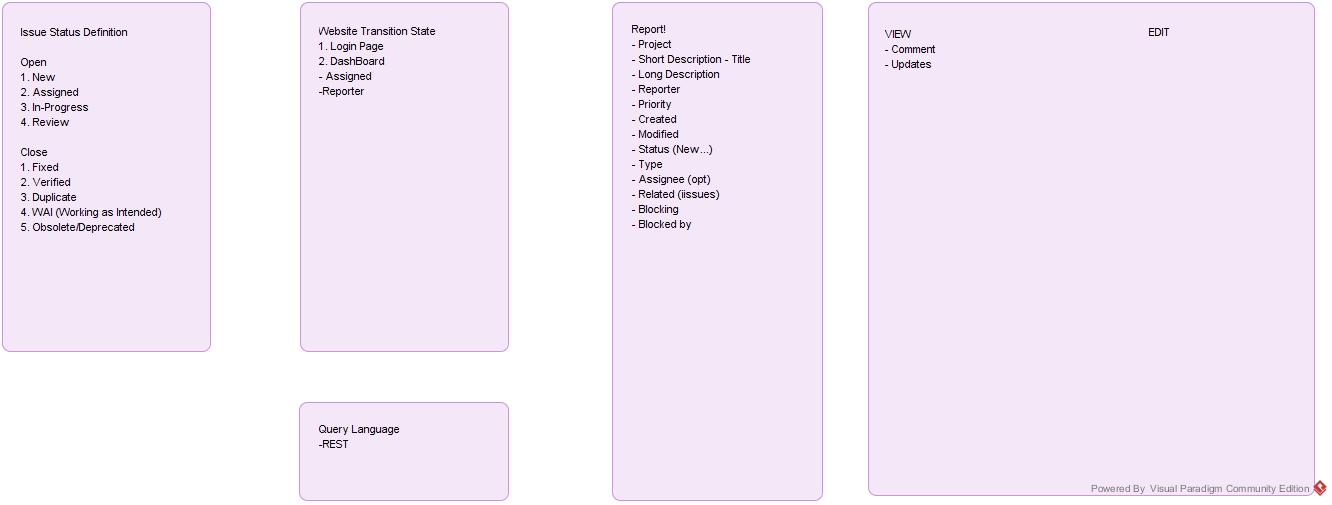 Issue Status Definition
Open
1. New
2. Assigned
3. In-Progress
4. Review
Close
1. Fixed
2. Verified
3. Duplicate
4. WAI (Working as Intended)
5. Obsolete/Deprecated
Website Transition State
1. Login Page
2. DashBoard
- Assigned
-Reporter
Query Language
-REST
Report!
- Project
- Short Description - Title
- Long Description
- Reporter
- Priority
- Created
- Modified
- Status (New...)
- Type
- Assignee (opt)
- Related (iissues)
- Blocking
- Blocked by
VIEW
- Comment
- Updates
EDIT
Powered By Visual Paradigm Community Edition